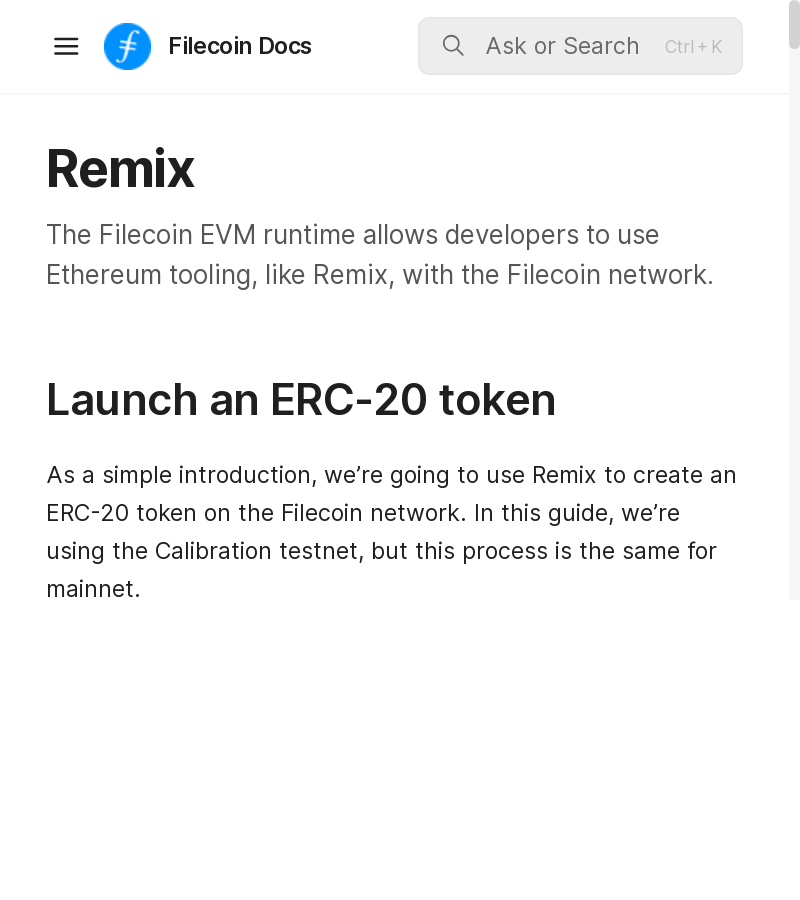 Filecoin Docs
Ask or Search
Ctrl + K
Remix
The Filecoin EVM runtime allows developers to use
Ethereum tooling, like Remix, with the Filecoin network.
Launch an ERC-20 token
As a simple introduction, we’re going to use Remix to create an
ERC-20 token on the Filecoin network. In this guide, we’re
using the Calibration testnet, but this process is the same for
mainnet.